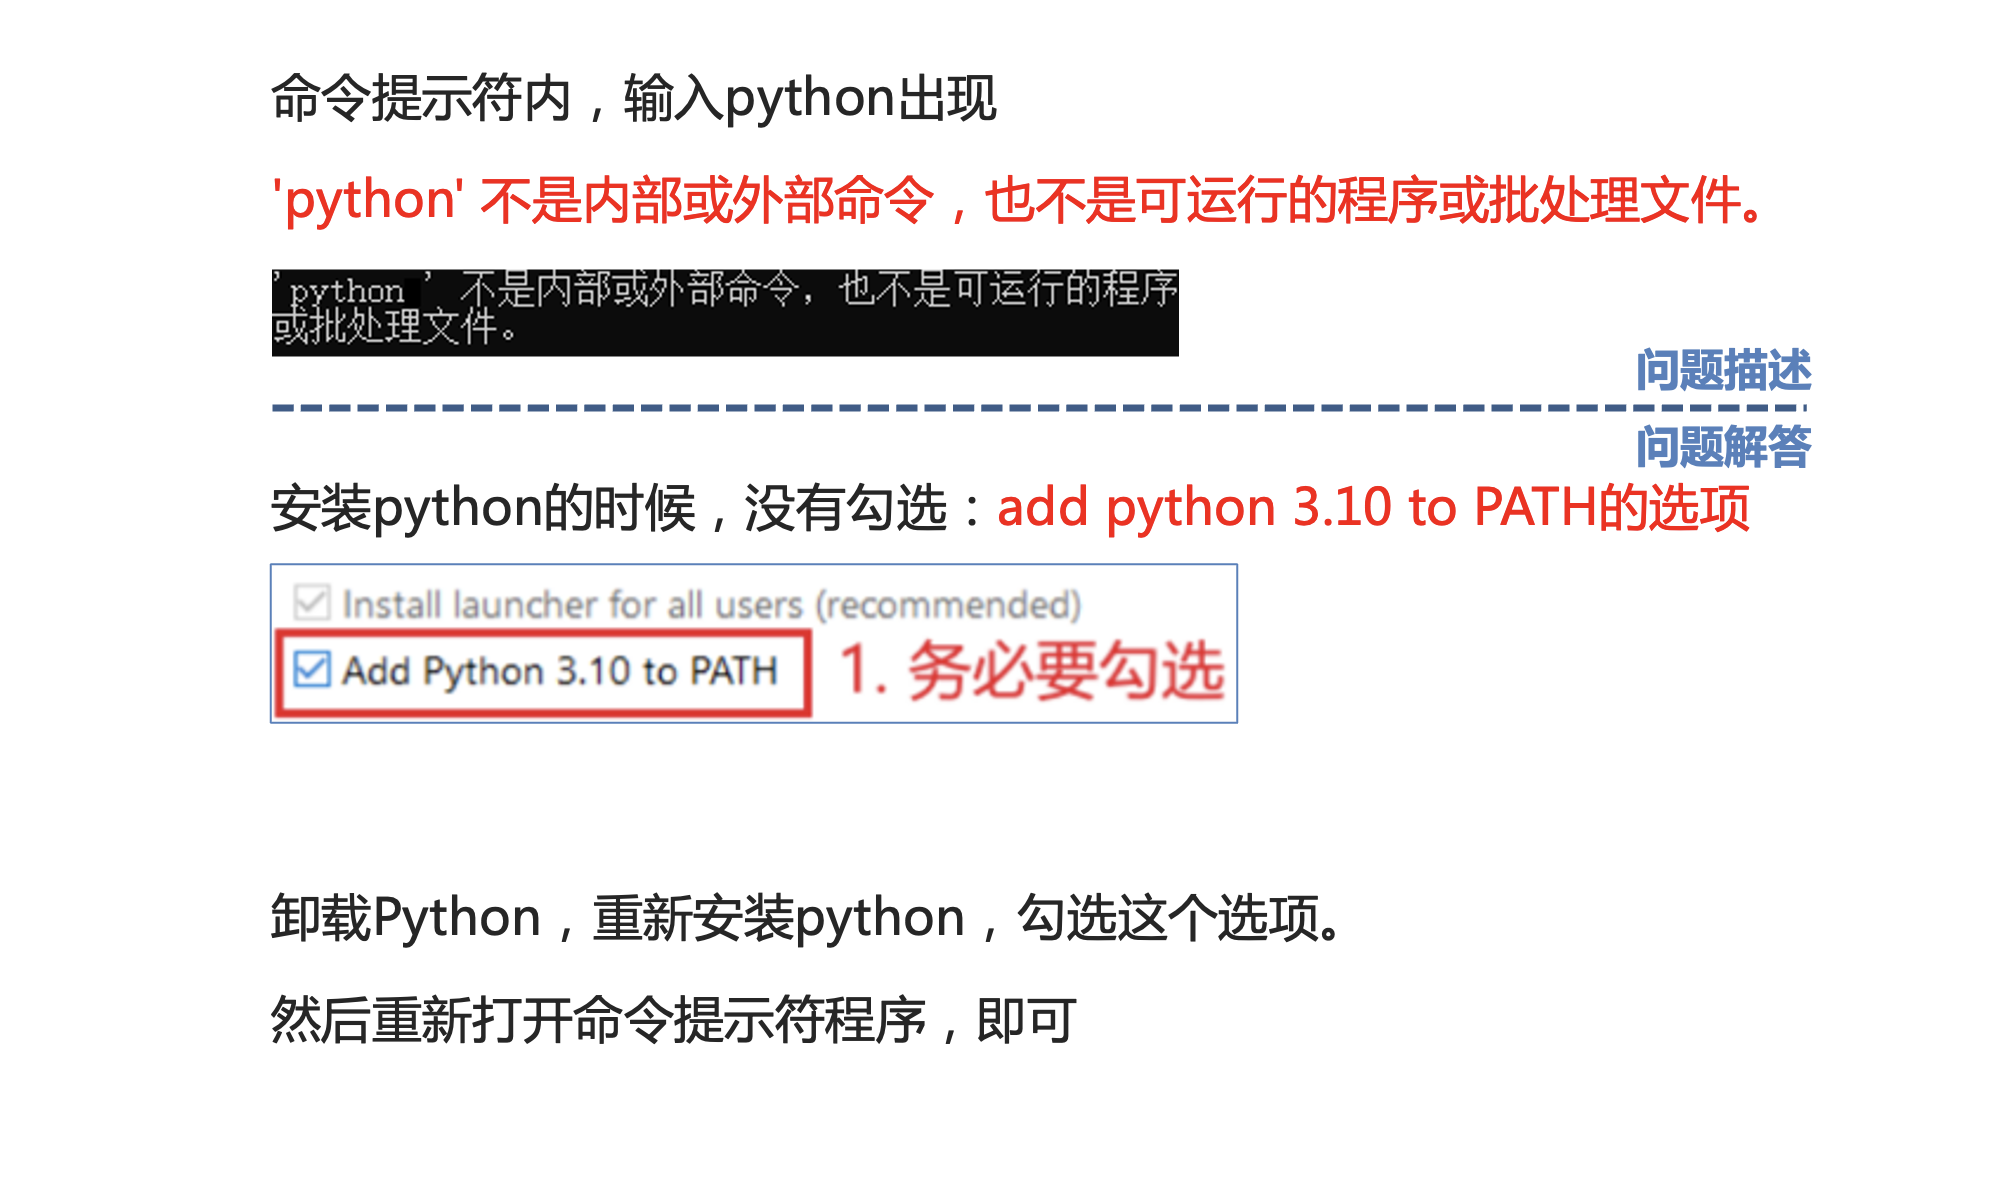 命令提示符内，输入python出现
'python' 不是内部或外部命令，也不是可运行的程序或批处理文件。
'python' 不是内部或外部命令，也不是可运行的程序
或批处理文件。
问题描述
问题解答
安装python的时候，没有勾选：add python 3.10 to PATH的选项
Install launcher for all users (recommended)
Add Python 3.10 to PATH 1. 务必要勾选
卸载Python，重新安装python，勾选这个选项。
然后重新打开命令提示符程序，即可